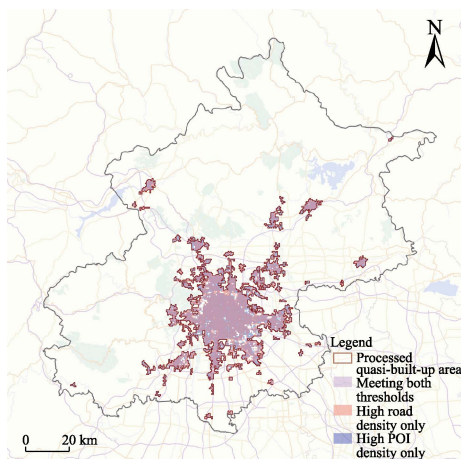 N
Legend
Processed
quasi-built-up area
Meeting both
thresholds
High road
density only
High POI
density only
0 20 km